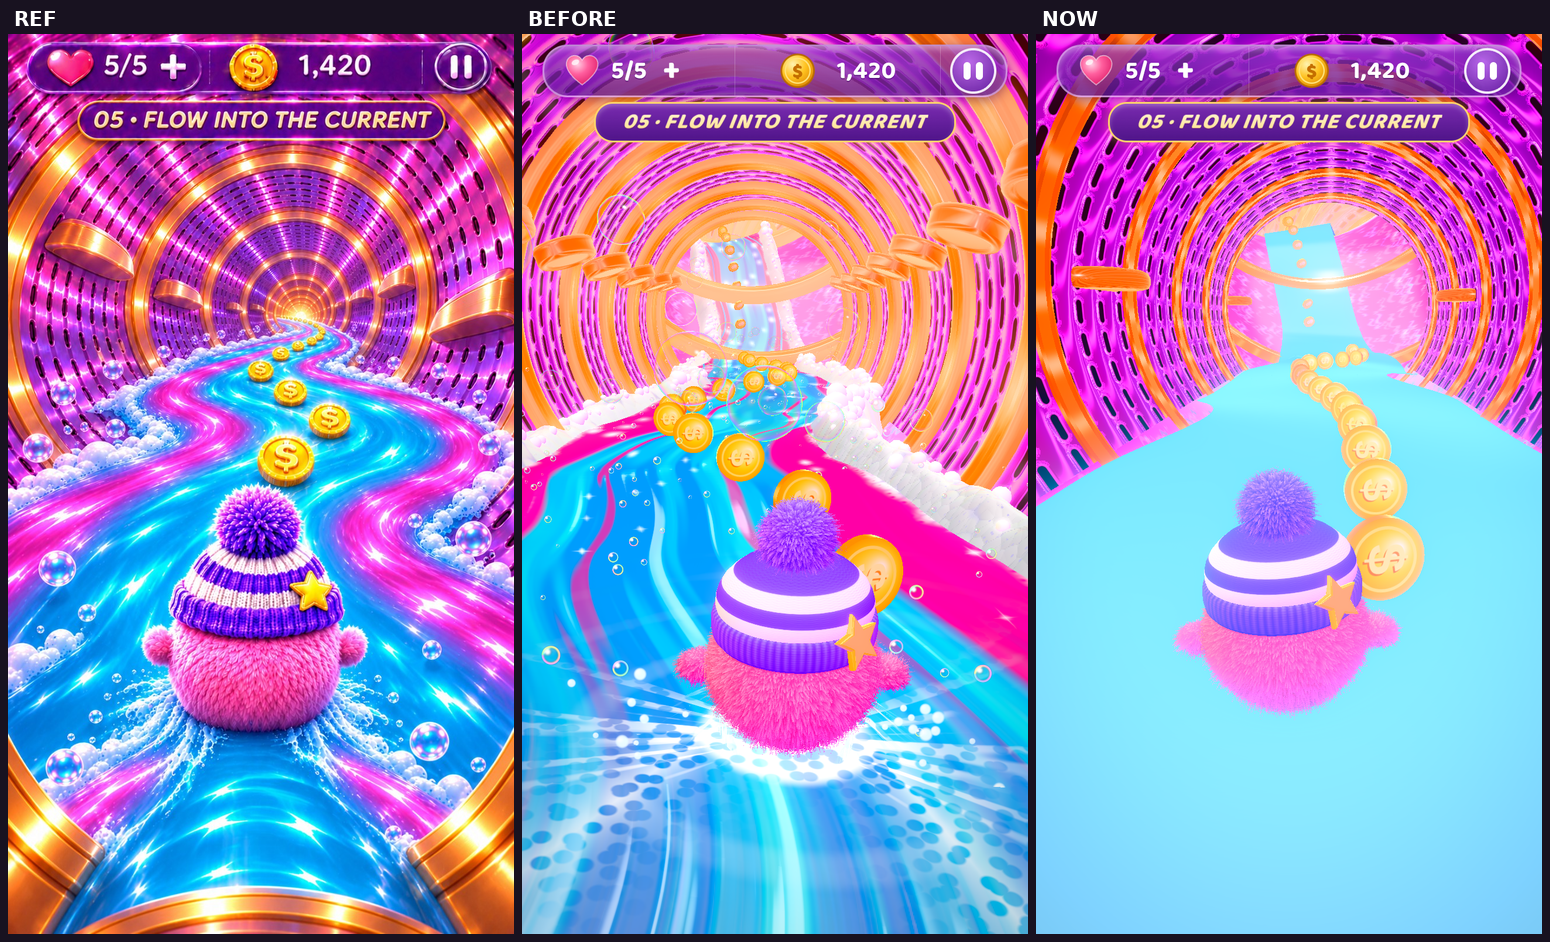 REF
5/5 +
$
1,420
05 • FLOW INTO THE CURRENT
$
$
$
$
BEFORE
5/5 +
$
1,420
05 • FLOW INTO THE CURRENT
NOW
5/5 +
$
1,420
05 • FLOW INTO THE CURRENT